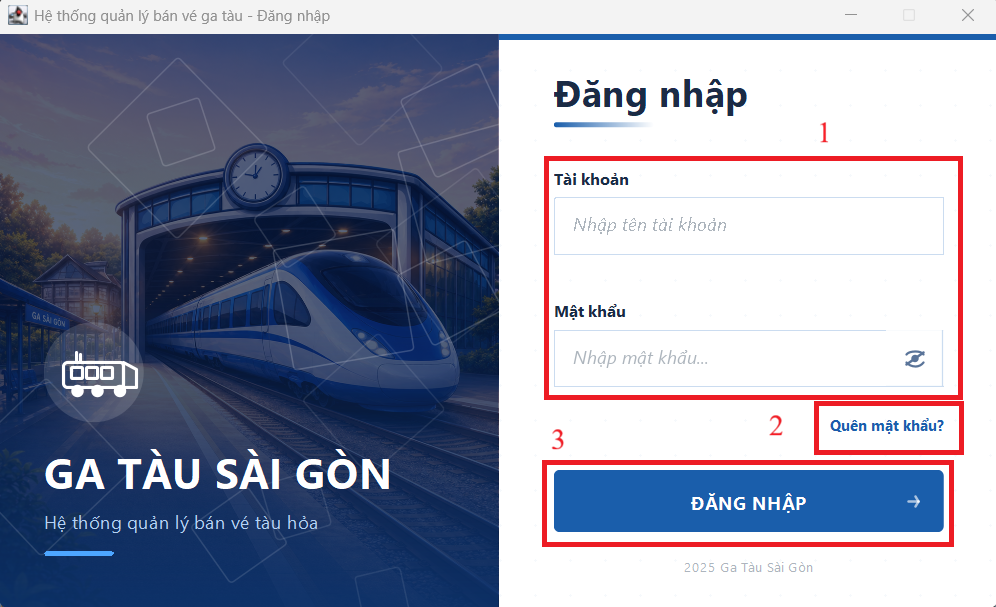 Hệ thống quản lý bán vé ga tàu - Đăng nhập
Đăng nhập
1
Tài khoản
Nhập tên tài khoản
Mật khẩu
Nhập mật khẩu...
2
Quên mật khẩu?
3
ĐĂNG NHẬP
2025 Ga Tàu Sài Gòn
GA SÀI GÒN
GA TÀU SÀI GÒN
Hệ thống quản lý bán vé tàu hỏa